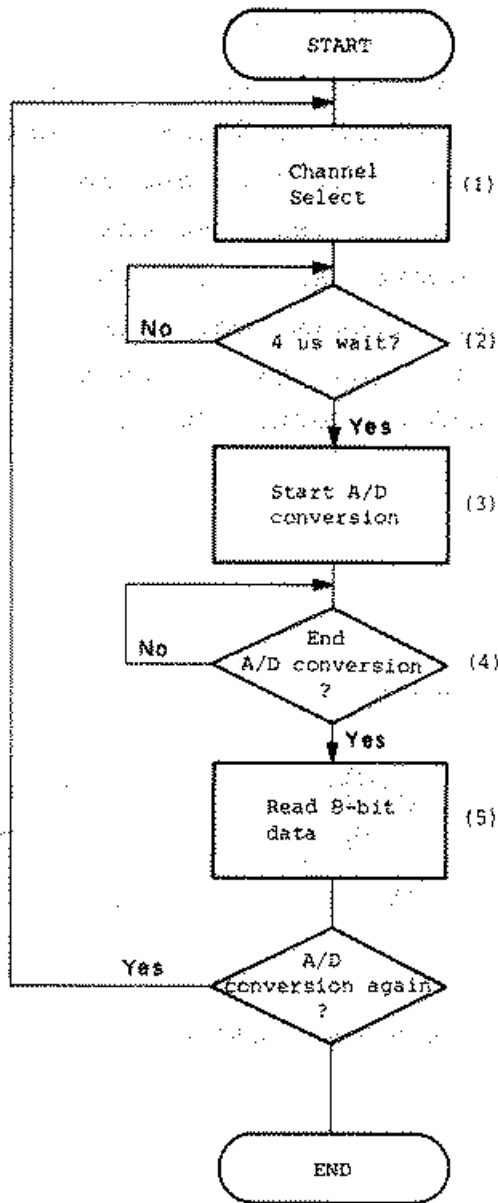 START
Channel
Select
(1)
No
4 us wait?
(2)
Yes
Start A/D
conversion
(3)
No
End
A/D conversion
?
(4)
Yes
Read 8-bit
data
(5)
Yes
A/D
conversion again
?
END